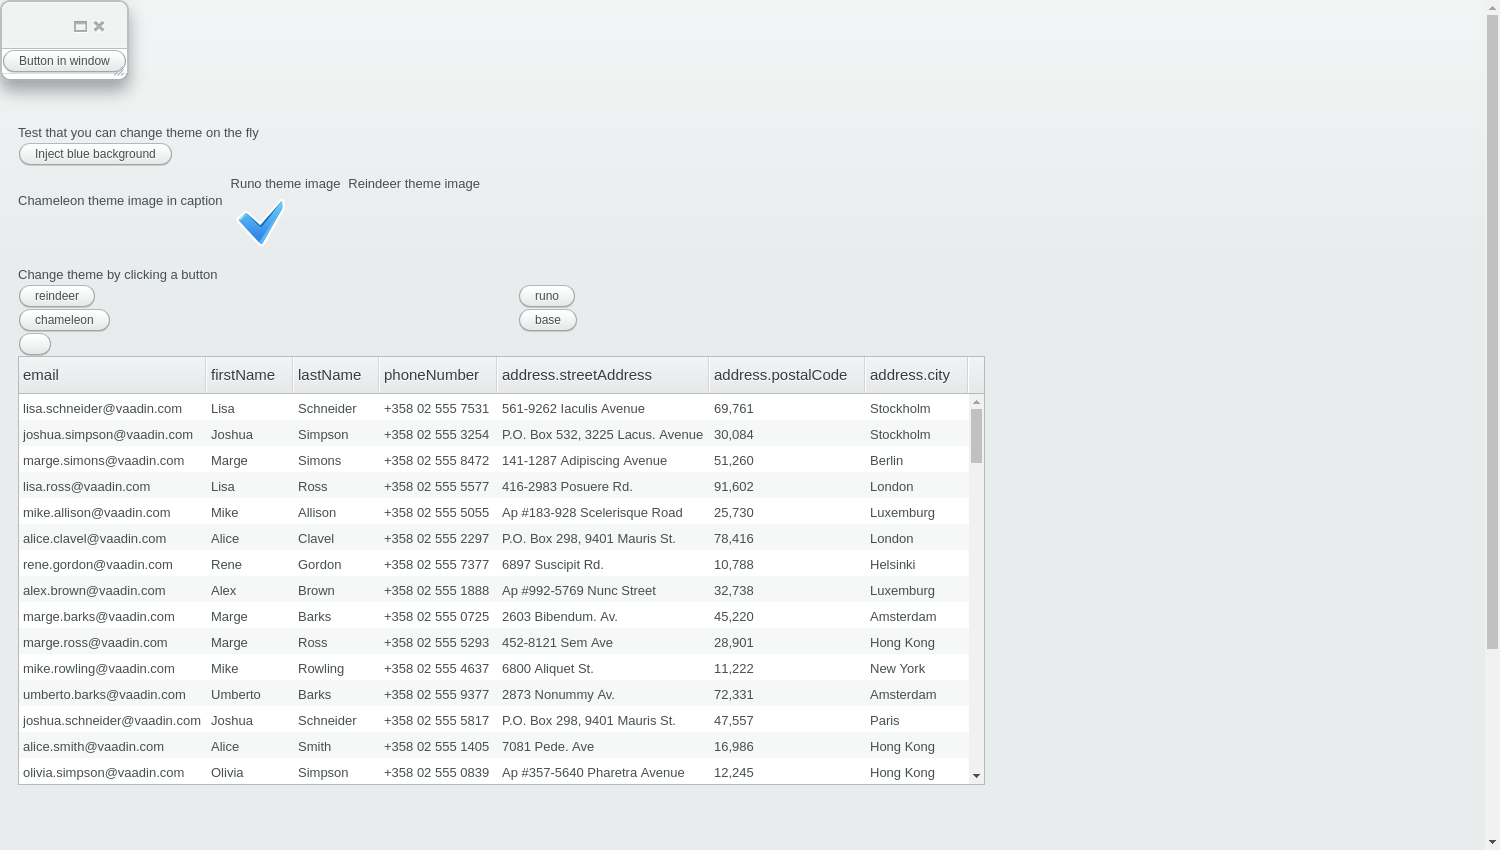 Button in window
Test that you can change theme on the fly
Inject blue background
Runo theme image Reindeer theme image
Chameleon theme image in caption
Change theme by clicking a button
reindeer runo
chameleon base
email firstName lastName phoneNumber address.streetAddress address.postalCode address.city
lisa.schneider@vaadin.com Lisa Schneider +358 02 555 7531 561-9262 Iaculis Avenue 69,761 Stockholm
joshua.simpson@vaadin.com Joshua Simpson +358 02 555 3254 P.O. Box 532, 3225 Lacus. Avenue 30,084 Stockholm
marge.simons@vaadin.com Marge Simons +358 02 555 8472 141-1287 Adipiscing Avenue 51,260 Berlin
lisa.ross@vaadin.com Lisa Ross +358 02 555 5577 416-2983 Posuere Rd. 91,602 London
mike.allison@vaadin.com Mike Allison +358 02 555 5055 Ap #183-928 Scelerisque Road 25,730 Luxemburg
alice.clavel@vaadin.com Alice Clavel +358 02 555 2297 P.O. Box 298, 9401 Mauris St. 78,416 London
rene.gordon@vaadin.com Rene Gordon +358 02 555 7377 6897 Suscipit Rd. 10,788 Helsinki
alex.brown@vaadin.com Alex Brown +358 02 555 1888 Ap #992-5769 Nunc Street 32,738 Luxemburg
marge.barks@vaadin.com Marge Barks +358 02 555 0725 2603 Bibendum. Av. 45,220 Amsterdam
marge.ross@vaadin.com Marge Ross +358 02 555 5293 452-8121 Sem Ave 28,901 Hong Kong
mike.rowling@vaadin.com Mike Rowling +358 02 555 4637 6800 Aliquet St. 11,222 New York
umberto.barks@vaadin.com Umberto Barks +358 02 555 9377 2873 Nonummy Av. 72,331 Amsterdam
joshua.schneider@vaadin.com Joshua Schneider +358 02 555 5817 P.O. Box 298, 9401 Mauris St. 47,557 Paris
alice.smith@vaadin.com Alice Smith +358 02 555 1405 7081 Pede. Ave 16,986 Hong Kong
olivia.simpson@vaadin.com Olivia Simpson +358 02 555 0839 Ap #357-5640 Pharetra Avenue 12,245 Hong Kong